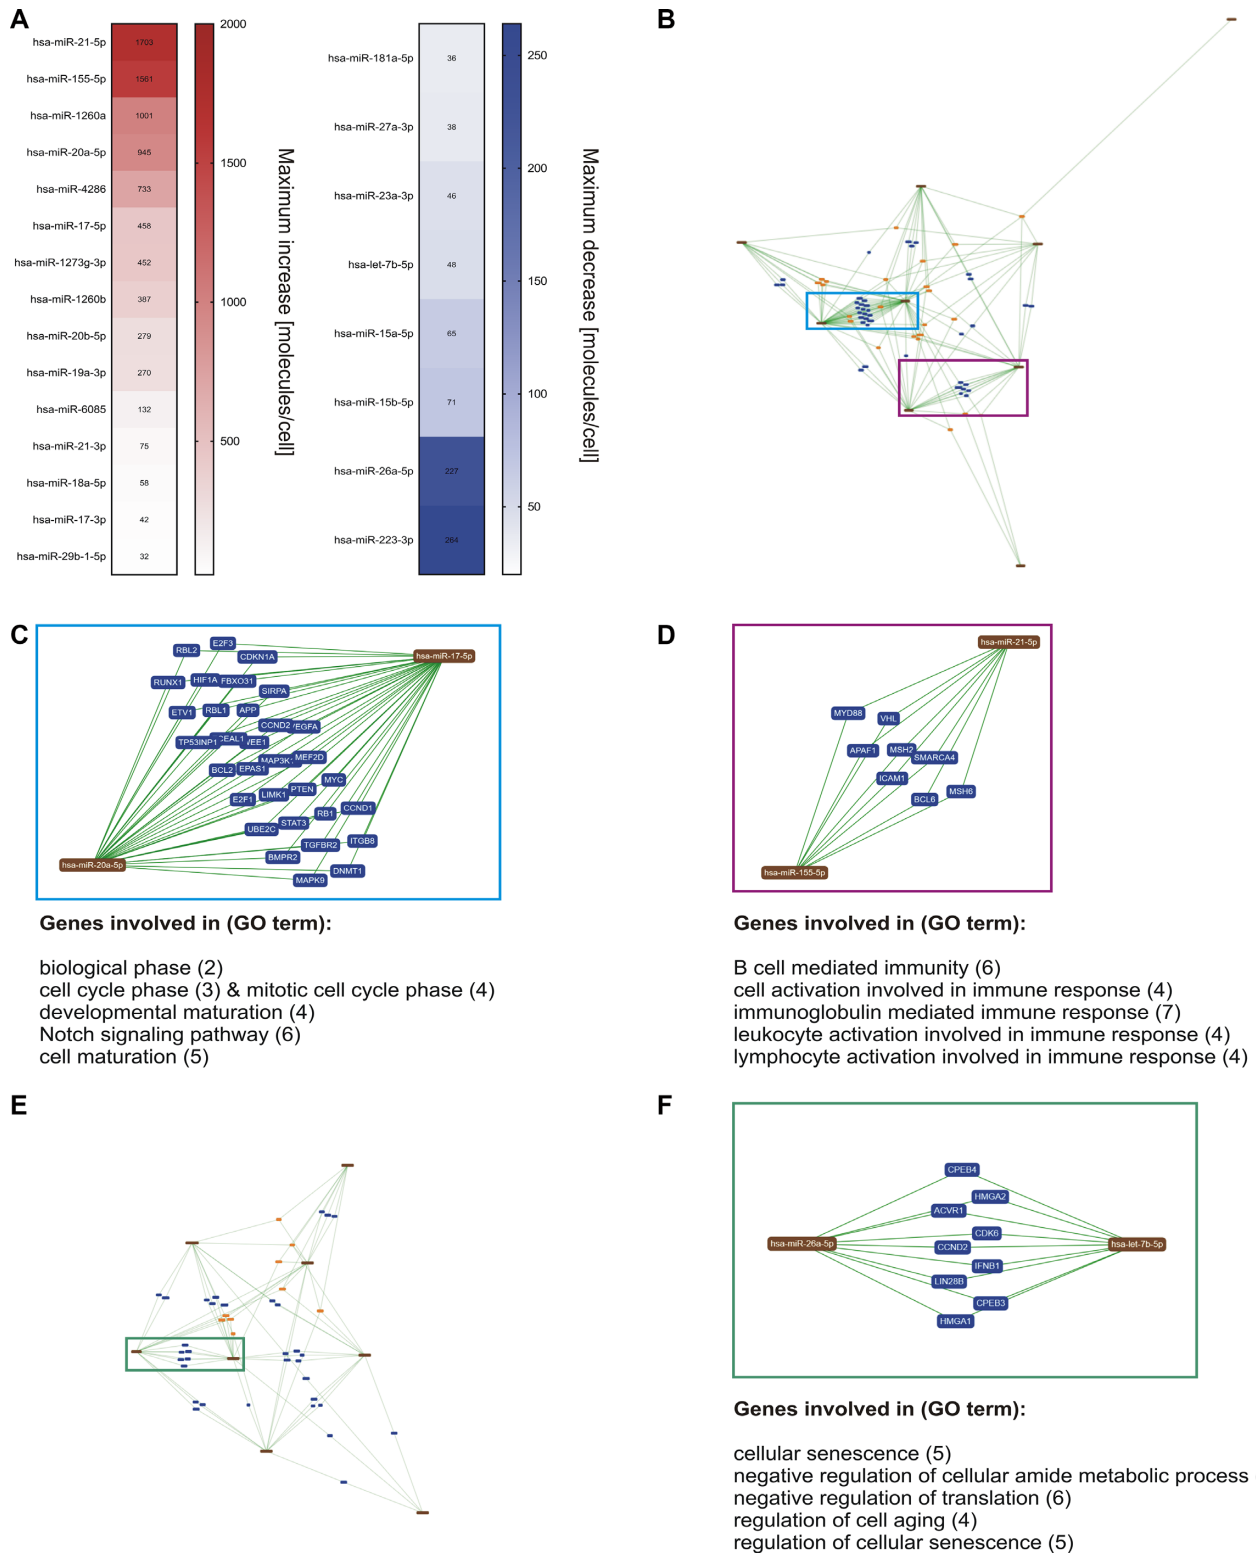 A
hsa-miR-21-5p 1703
hsa-miR-155-5p 1561
hsa-miR-1260a 1001
hsa-miR-20a-5p 945
hsa-miR-4286 733
hsa-miR-17-5p 458
hsa-miR-1273g-3p 452
hsa-miR-1260b 387
hsa-miR-20b-5p 279
hsa-miR-19a-3p 270
hsa-miR-6085 132
hsa-miR-21-3p 75
hsa-miR-18a-5p 58
hsa-miR-17-3p 42
hsa-miR-29b-1-5p 32
2000
1500
1000
500
Maximum increase [molecules/cell]
hsa-miR-181a-5p 36
hsa-miR-27a-3p 38
hsa-miR-23a-3p 46
hsa-let-7b-5p 48
hsa-miR-15a-5p 65
hsa-miR-15b-5p 71
hsa-miR-26a-5p 227
hsa-miR-223-3p 264
250
200
150
100
50
Maximum decrease [molecules/cell]
B
C
E2F3
RBL2
CDKN1A
hsa-miR-17-5p
RUNX1
HIF1A
FBXO31
SIRPA
ETV1
RBL1
APP
CCND2
VEGFA
TP53INP1
CEAL1
WEE1
MAP3K
MEF2D
BCL2
EPAS1
MYC
E2F1
LIMK1
PTEN
RB1
CCND1
UBE2C
STAT3
TGFBR2
ITGB8
BMPR2
hsa-miR-20a-5p
DNMT1
MAPK9
Genes involved in (GO term):
biological phase (2)
cell cycle phase (3) & mitotic cell cycle phase (4)
developmental maturation (4)
Notch signaling pathway (6)
cell maturation (5)
D
hsa-miR-21-5p
MYD88
VHL
APAF1
MSH2
SMARCA4
ICAM1
BCL6
MSH6
hsa-miR-155-5p
Genes involved in (GO term):
B cell mediated immunity (6)
cell activation involved in immune response (4)
immunoglobulin mediated immune response (7)
leukocyte activation involved in immune response (4)
lymphocyte activation involved in immune response (4)
E
F
CPEB4
HMGA2
ACVR1
CDK6
hsa-miR-26a-5p
CCND2
hsa-let-7b-5p
IFNB1
LIN28B
CPEB3
HMGA1
Genes involved in (GO term):
cellular senescence (5)
negative regulation of cellular amide metabolic process
negative regulation of translation (6)
regulation of cell aging (4)
regulation of cellular senescence (5)